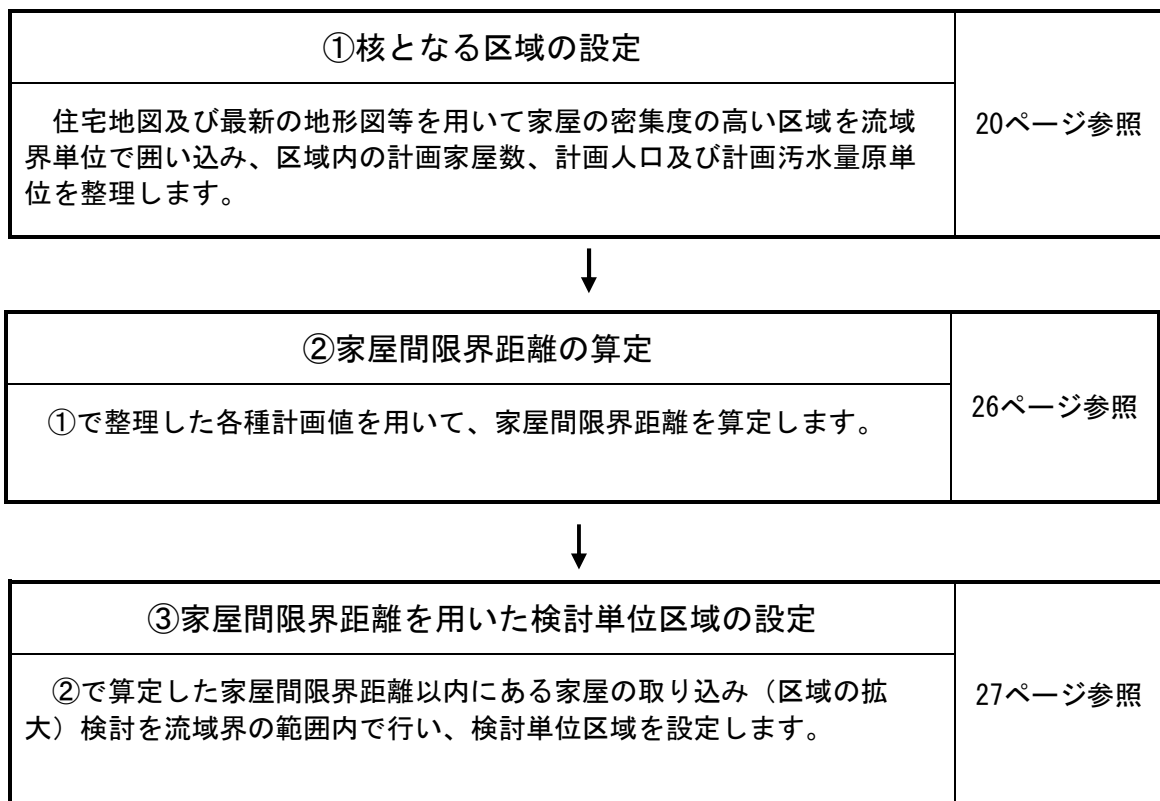 ①核となる区域の設定
住宅地図及び最新の地形図等を用いて家屋の密集度の高い区域を流域
界単位で囲い込み、区域内の計画家屋数、計画人口及び計画汚水量原単
位を整理します。
20ページ参照
②家屋間限界距離の算定
①で整理した各種計画値を用いて、家屋間限界距離を算定します。
26ページ参照
③家屋間限界距離を用いた検討単位区域の設定
②で算定した家屋間限界距離以内にある家屋の取り込み（区域の拡
大）検討を流域界の範囲内で行い、検討単位区域を設定します。
27ページ参照